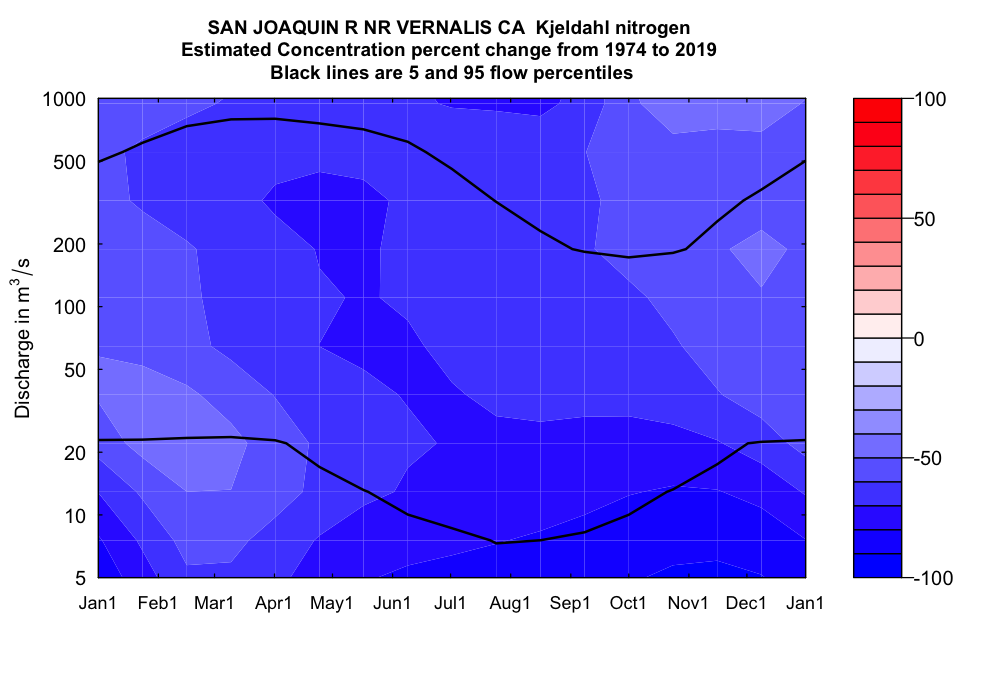 SAN JOAQUIN R NR VERNALIS CA  Kjeldahl nitrogen
Estimated Concentration percent change from 1974 to 2019
Black lines are 5 and 95 flow percentiles
1000
500
200
100
50
20
10
5
Discharge in m³/s
Jan1 Feb1 Mar1 Apr1 May1 Jun1 Jul1 Aug1 Sep1 Oct1 Nov1 Dec1 Jan1
100
50
0
-50
-100